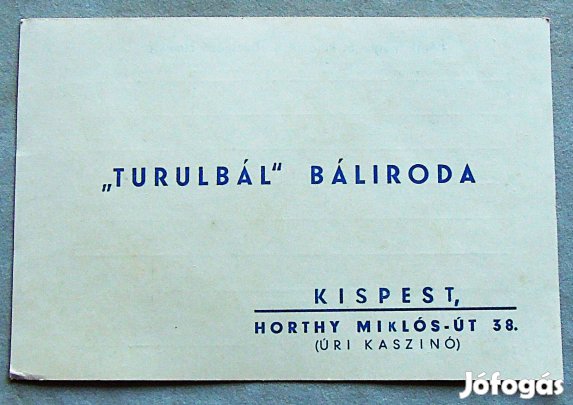 „TURULBÁL" BÁLIRODA
KISPEST,
HORTHY MIKLÓS-ÚT 38.
(ÚRI KASZINÓ)
Jófogás